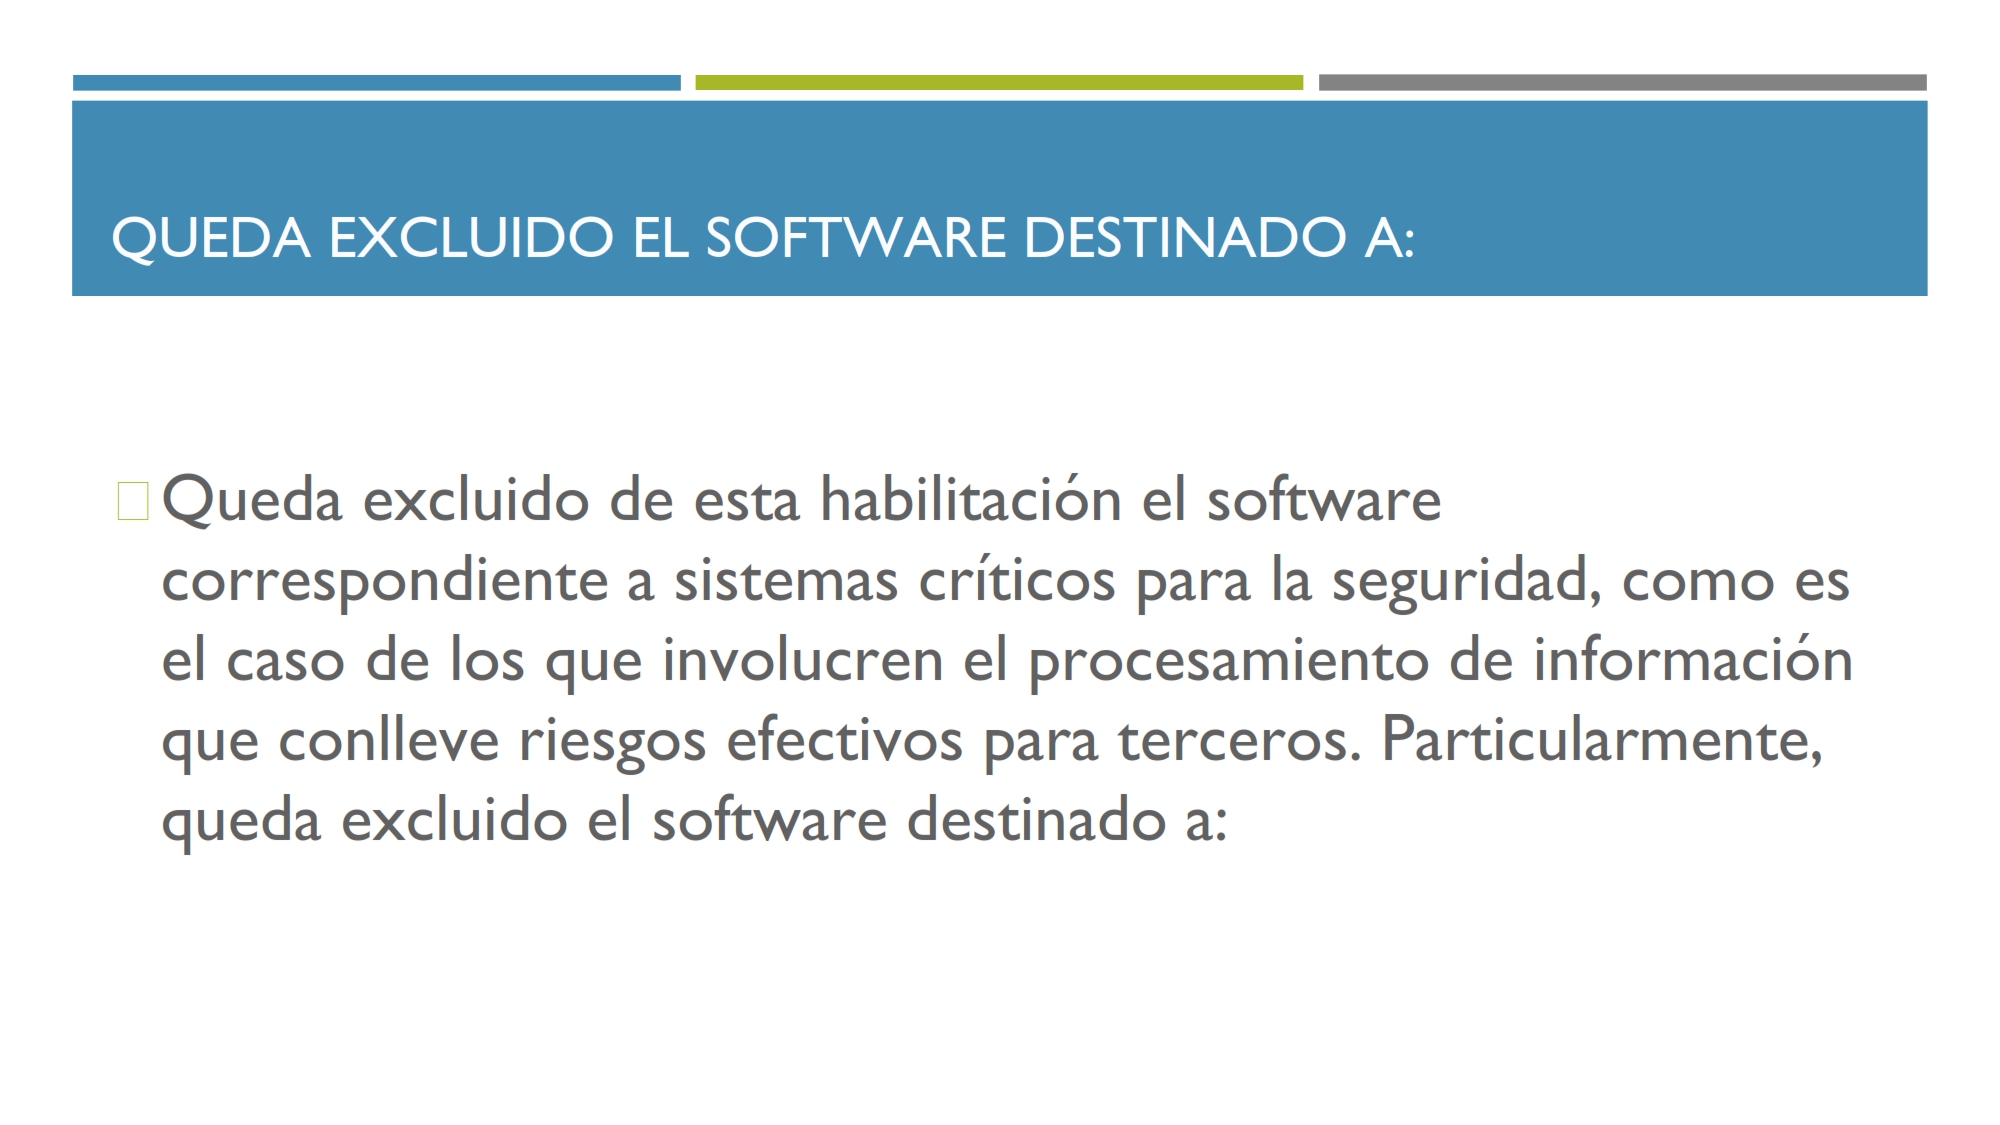 QUEDA EXCLUIDO EL SOFTWARE DESTINADO A:
Queda excluido de esta habilitación el software
correspondiente a sistemas críticos para la seguridad, como es
el caso de los que involucren el procesamiento de información
que conlleve riesgos efectivos para terceros. Particularmente,
queda excluido el software destinado a: